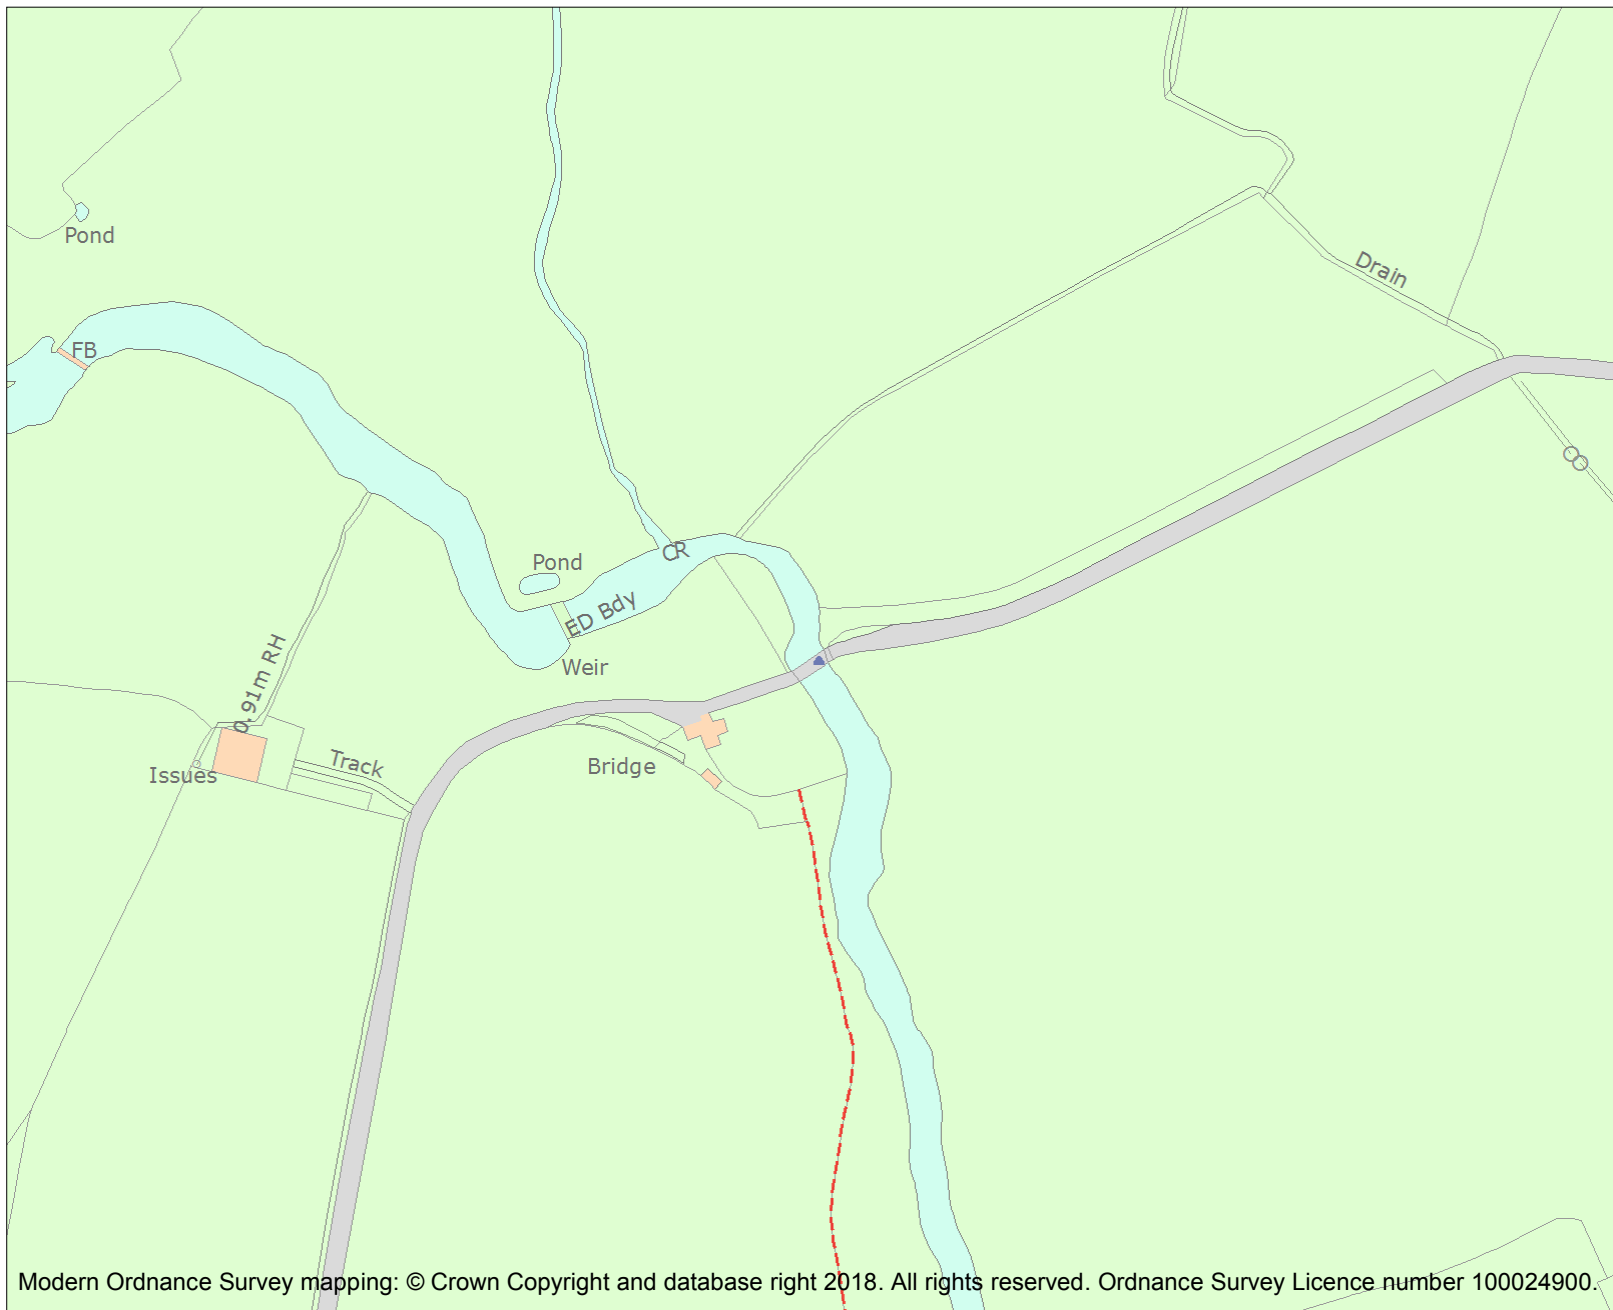 Pond
Drain
FB
CR
Pond
ED Bdy
Weir
0.91m RH
Track
Bridge
Issues
Modern Ordnance Survey mapping: © Crown Copyright and database right 2018. All rights reserved. Ordnance Survey Licence number 100024900.